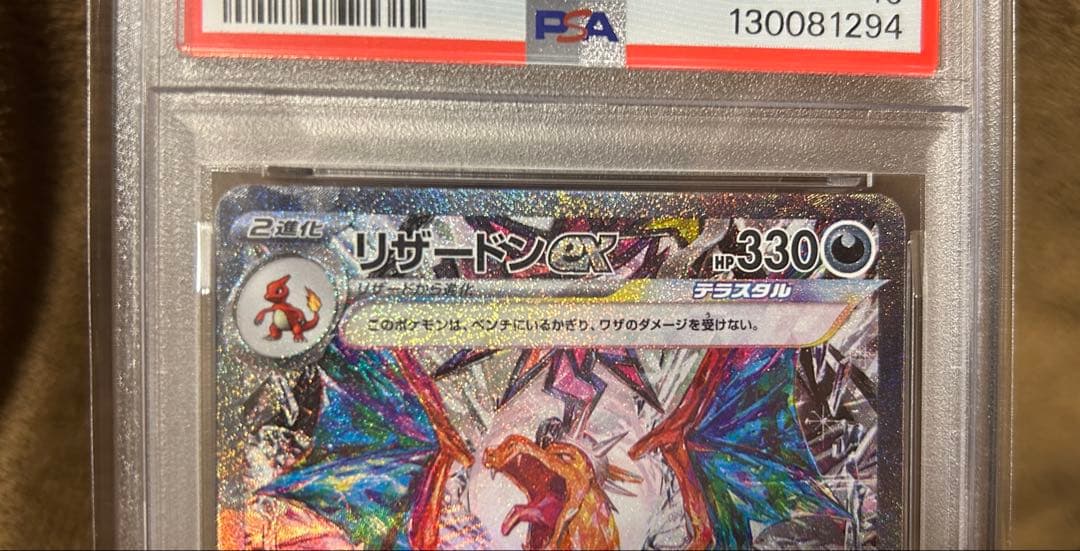 PSA
130081294
2進化
リザードンex
HP330
リザードから進化
テラスタル
このポケモンは、ベンチにいるかぎり、ワザのダメージを受けない。